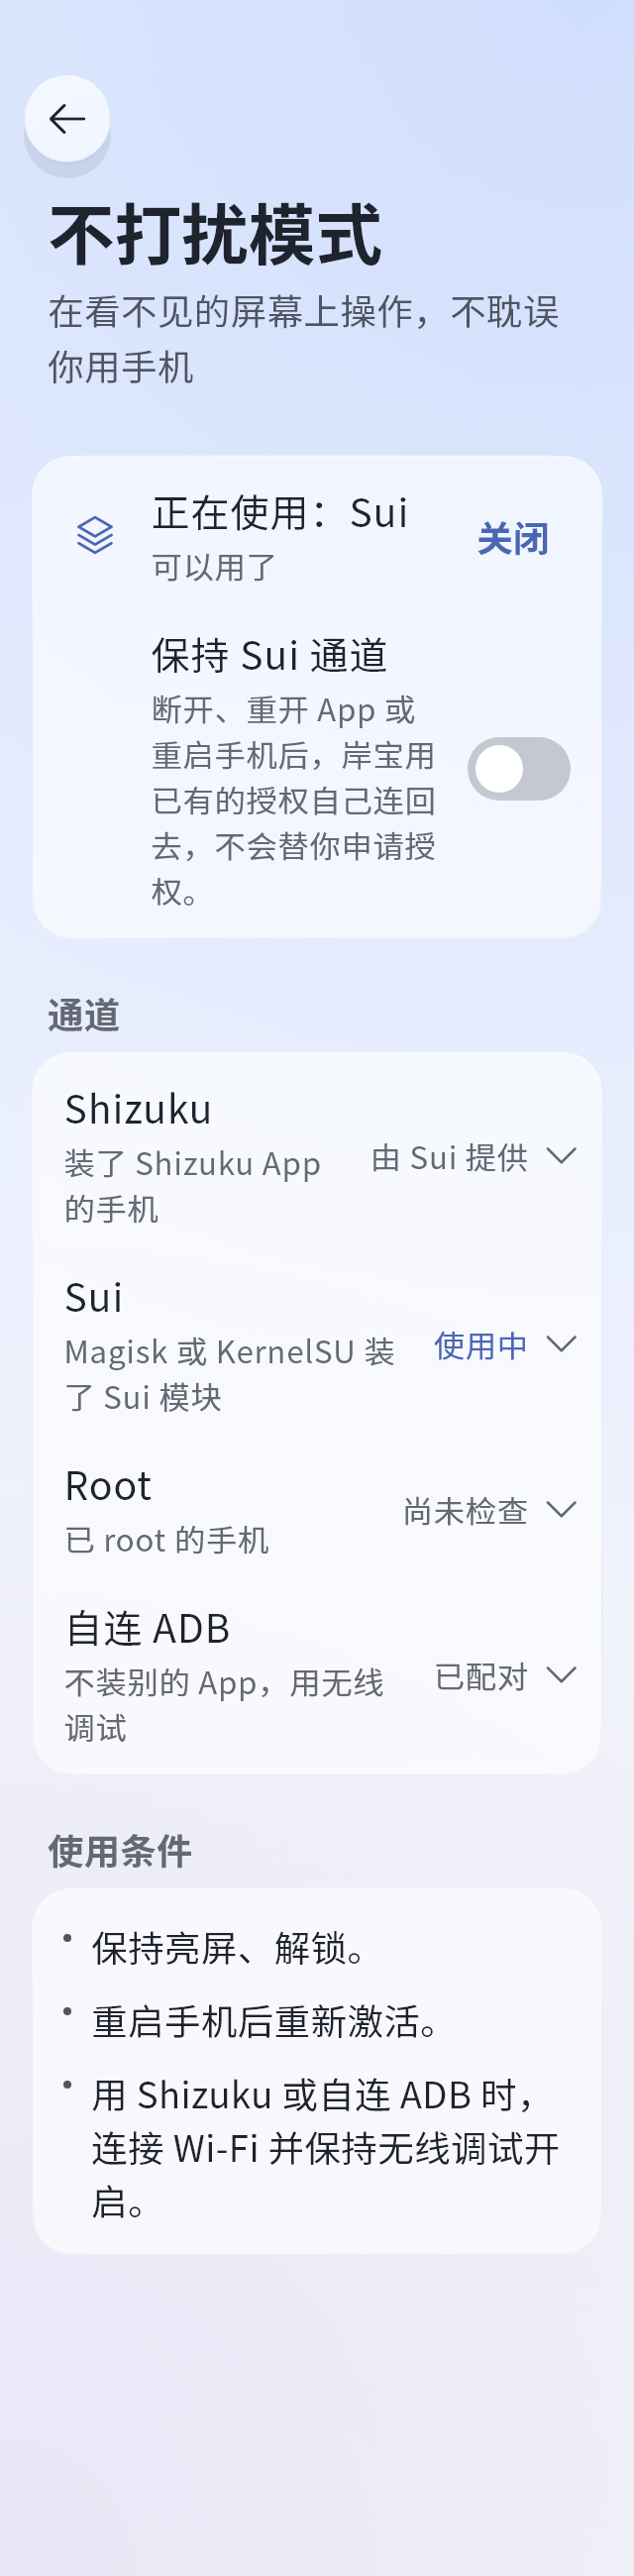 不打扰模式
在看不见的屏幕上操作，不耽误
你用手机
正在使用：Sui
可以用了
关闭
保持 Sui 通道
断开、重开 App 或
重启手机后，岸宝用
已有的授权自己连回
去，不会替你申请授
权。
通道
Shizuku
装了 Shizuku App
的手机
由 Sui 提供
Sui
Magisk 或 KernelSU 装
了 Sui 模块
使用中
Root
已 root 的手机
尚未检查
自连 ADB
不装别的 App，用无线
调试
已配对
使用条件
• 保持亮屏、解锁。
• 重启手机后重新激活。
• 用 Shizuku 或自连 ADB 时，
连接 Wi-Fi 并保持无线调试开
启。